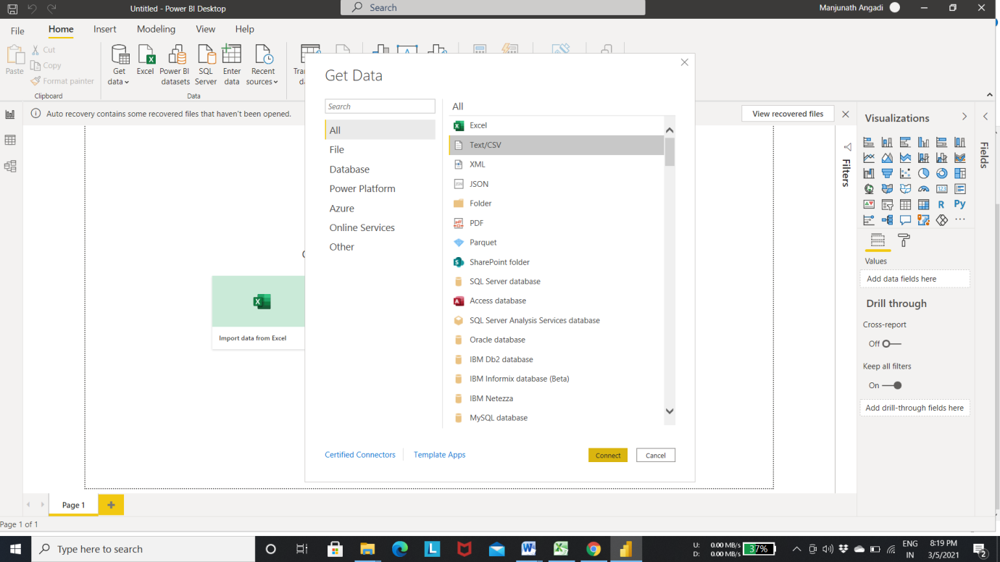 Untitled - Power BI Desktop
Search
Manjunath Angadi
File
Home
Insert
Modeling
View
Help
Paste
Cut
Copy
Format painter
Clipboard
Get data
Excel
Power BI datasets
SQL Server
Enter data
Recent sources
Data
Auto recovery contains some recovered files that haven't been opened.
View recovered files
Import data from Excel
Get Data
Search
All
File
Database
Power Platform
Azure
Online Services
Other
All
Excel
Text/CSV
XML
JSON
Folder
PDF
Parquet
SharePoint folder
SQL Server database
Access database
SQL Server Analysis Services database
Oracle database
IBM Db2 database
IBM Informix database (Beta)
IBM Netezza
MySQL database
Certified Connectors
Template Apps
Connect
Cancel
Filters
Visualizations
R
Py
Values
Add data fields here
Drill through
Cross-report
Off
Keep all filters
On
Add drill-through fields here
Fields
Page 1
Page 1 of 1
Type here to search
U: 0.00 MB/s
D: 0.00 MB/s
37%
ENG
IN
8:19 PM
3/5/2021
2